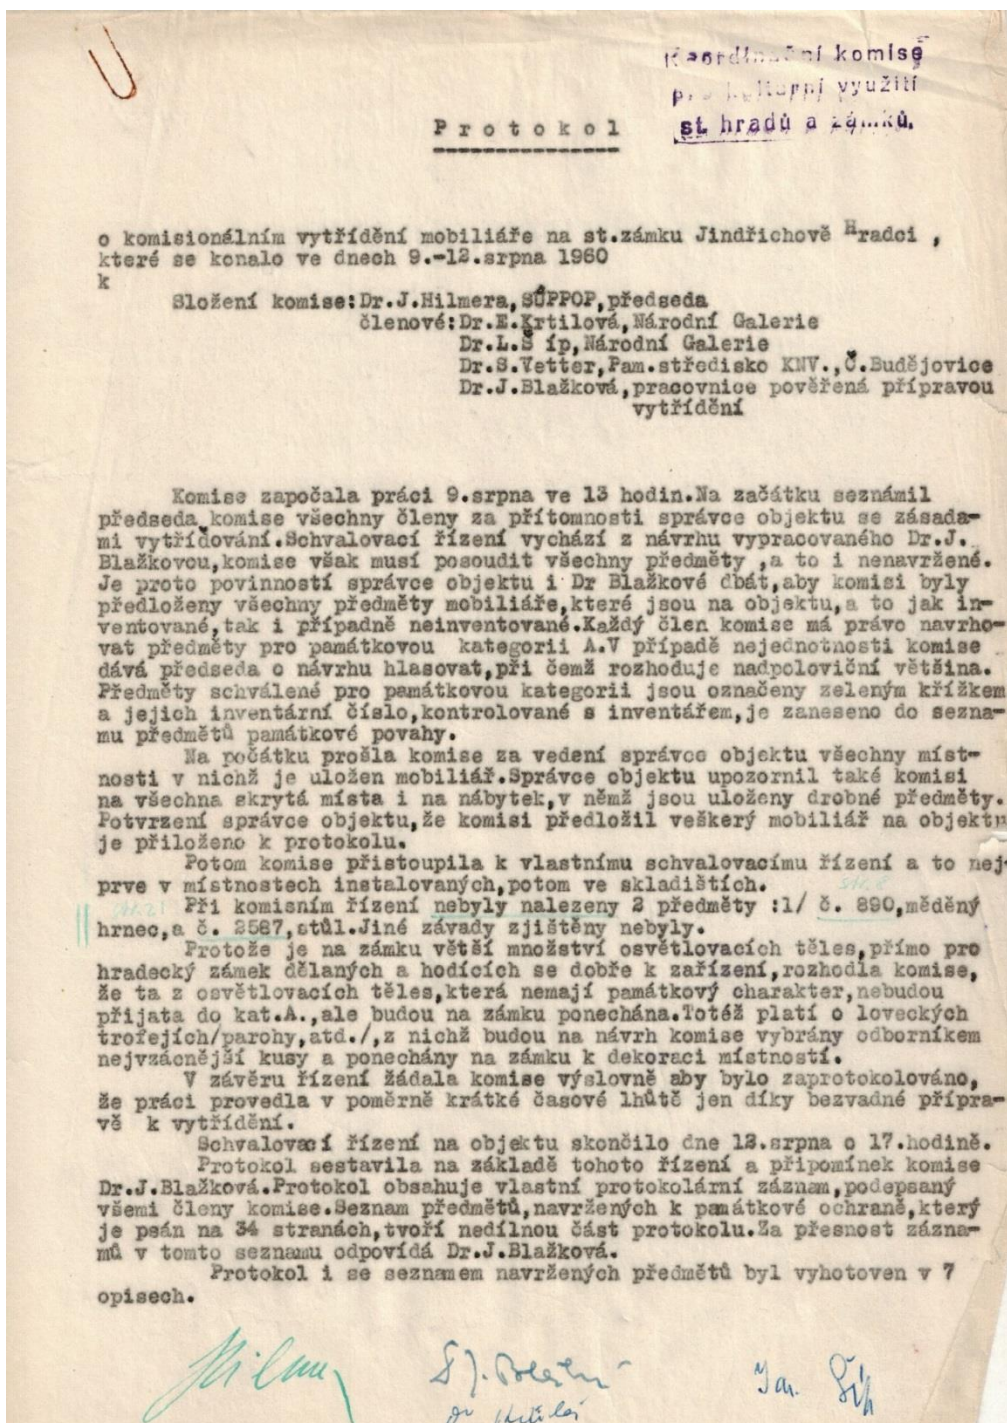 Koordinační komise
pro kulturní využití
st. hradů a zámků.
Protokol
o komisionálním vytřídění mobiliáře na st.zámku Jindřichově Hradci ,
které se konalo ve dnech 9.-12.srpna 1960
k
Složení komise:Dr.J.Hilmera,SÚPPOP,předseda
členové:Dr.E.Krtilová,Národní Galerie
Dr.L.Š íp,Národní Galerie
Dr.S.Vetter,Pam.středisko KNV.,Č.Budějovice
Dr.J.Blažková,pracovnice pověřená přípravou
vytřídění
Komise započala práci 9.srpna ve 13 hodin.Na začátku seznámil
předseda komise všechny členy za přítomnosti správce objektu se zásada-
mi vytřiďování.Schvalovací řízení vychází z návrhu vypracovaného Dr.J.
Blažkovou,komise však musí posoudit všechny předměty ,a to i nenavržené.
Je proto povinností správce objektu i Dr Blažkové dbát,aby komisi byly
předloženy všechny předměty mobiliáře,které jsou na objektu,a to jak in-
ventované,tak i případně neinventované.Každý člen komise má právo navrho-
vat předměty pro památkovou kategorii A.V případě nejednotnosti komise
dává předseda o návrhu hlasovat,při čemž rozhoduje nadpoloviční většina.
Předměty schválené pro památkovou kategorii jsou označeny zeleným křížkem
a jejich inventární číslo,kontrolované s inventářem,je zaneseno do sezna-
mu předmětů památkové povahy.
Na počátku prošla komise za vedení správce objektu všechny míst-
nosti v nichž je uložen mobiliář.Správce objektu upozornil také komisi
na všechna skrytá místa i na nábytek,v němž jsou uloženy drobné předměty.
Potvrzení správce objektu,že komisi předložil veškerý mobiliář na objektu
je přiloženo k protokolu.
Potom komise přistoupila k vlastnímu schvalovacímu řízení a to nej-
prve v místnostech instalovaných,potom ve skladištích.
Při komisním řízení nebyly nalezeny 2 předměty :1/ č. 890,měděný
hrnec,a č. 2587,stůl.Jiné závady zjištěny nebyly.
Protože je na zámku větší množství osvětlovacích těles,přímo pro
hradecký zámek dělaných a hodících se dobře k zařízení,rozhodla komise,
že ta z osvětlovacích těles,která nemají památkový charakter,nebudou
přijata do kat.A.,ale budou na zámku ponechána.Totéž platí o loveckých
trofejích/parohy,atd./,z nichž budou na návrh komise vybrány odborníkem
nejvzácnější kusy a ponechány na zámku k dekoraci místností.
V závěru řízení žádala komise výslovně aby bylo zaprotokolováno,
že práci provedla v poměrně krátké časové lhůtě jen díky bezvadné přípra-
vě k vytřídění.
Schvalovací řízení na objektu skončilo dne 12.srpna o 17.hodině.
Protokol sestavila na základě tohoto řízení a připomínek komise
Dr.J.Blažková.Protokol obsahuje vlastní protokolární záznam,podepsaný
všemi členy komise.Seznam předmětů,navržených k památkové ochraně,který
je psán na 34 stranách,tvoří nedílnou část protokolu.Za přesnost zázna-
mů v tomto seznamu odpovídá Dr.J.Blažková.
Protokol i se seznamem navržených předmětů byl vyhotoven v 7
opisech.